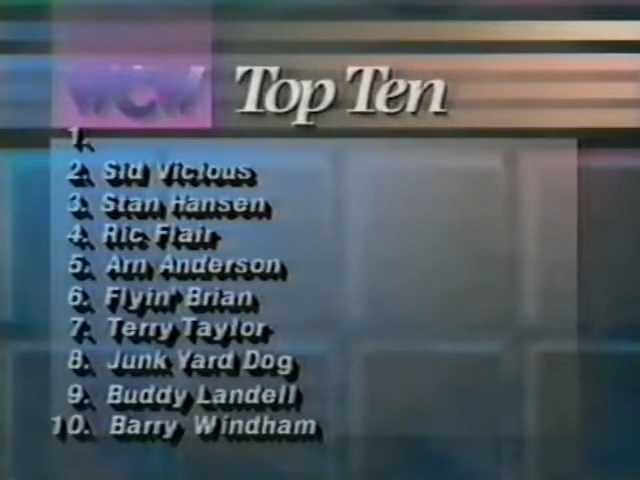 WCW Top Ten
1.
2. Sid Vicious
3. Stan Hansen
4. Ric Flair
5. Arn Anderson
6. Flyin' Brian
7. Terry Taylor
8. Junk Yard Dog
9. Buddy Landell
10. Barry Windham